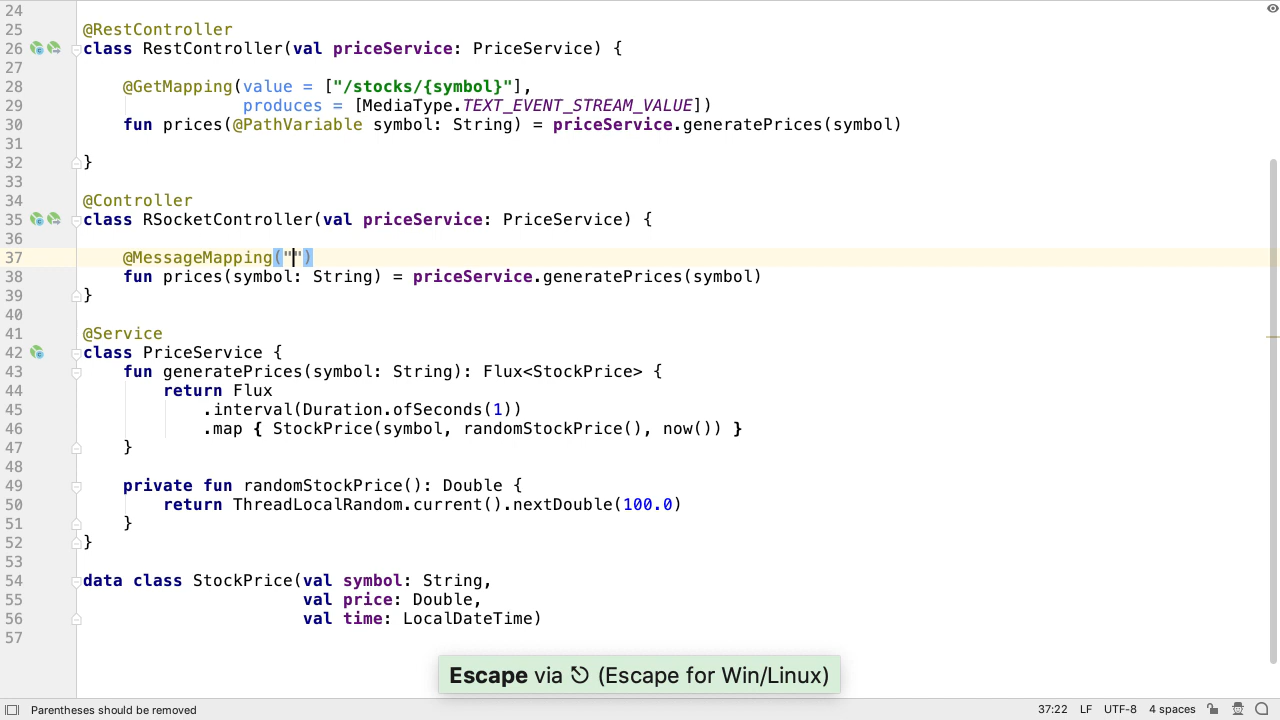 24
25 @RestController
26 class RestController(val priceService: PriceService) {
27
28 @GetMapping(value = ["/stocks/{symbol}"],
29 produces = [MediaType.TEXT_EVENT_STREAM_VALUE])
30 fun prices(@PathVariable symbol: String) = priceService.generatePrices(symbol)
31
32 }
33
34 @Controller
35 class RSocketController(val priceService: PriceService) {
36
37 @MessageMapping("")
38 fun prices(symbol: String) = priceService.generatePrices(symbol)
39 }
40
41 @Service
42 class PriceService {
43 fun generatePrices(symbol: String): Flux<StockPrice> {
44 return Flux
45 .interval(Duration.ofSeconds(1))
46 .map { StockPrice(symbol, randomStockPrice(), now()) }
47 }
48
49 private fun randomStockPrice(): Double {
50 return ThreadLocalRandom.current().nextDouble(100.0)
51 }
52 }
53
54 data class StockPrice(val symbol: String,
55 val price: Double,
56 val time: LocalDateTime)
57
Escape via ⎋ (Escape for Win/Linux)
Parentheses should be removed 37:22 LF UTF-8 4 spaces